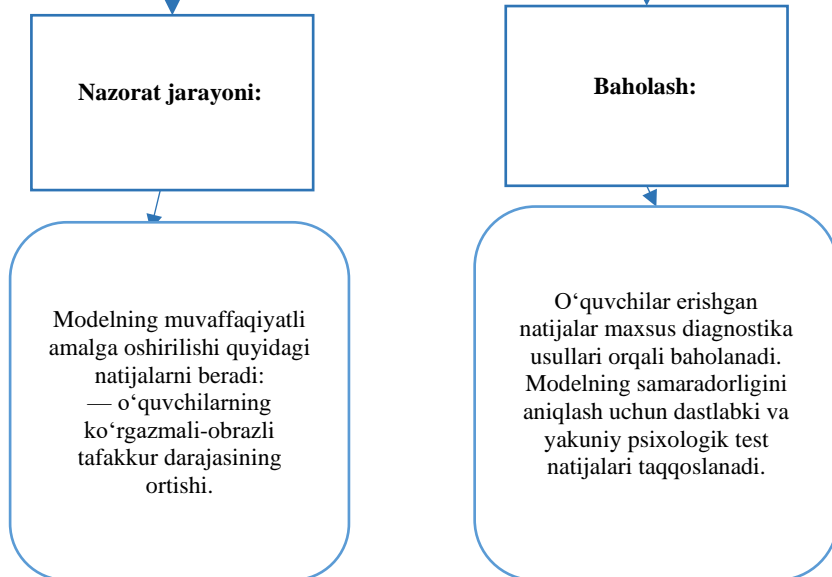 Nazorat jarayoni:
Modelning muvaffaqiyatli
amalga oshirilishi quyidagi
natijalarni beradi:
— o‘quvchilarning
ko‘rgazmali-obrazli
tafakkur darajasining
ortishi.
Baholash:
O‘quvchilar erishgan
natijalar maxsus diagnostika
usullari orqali baholanadi.
Modelning samaradorligini
aniqlash uchun dastlabki va
yakuniy psixologik test
natijalari taqqoslanadi.